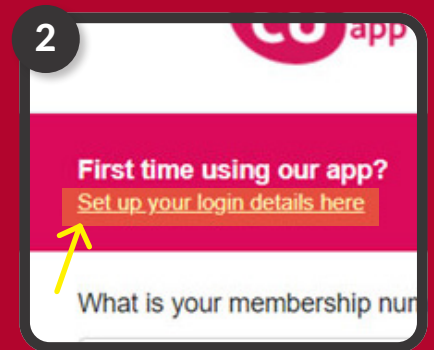 2
app
First time using our app?
Set up your login details here
What is your membership num